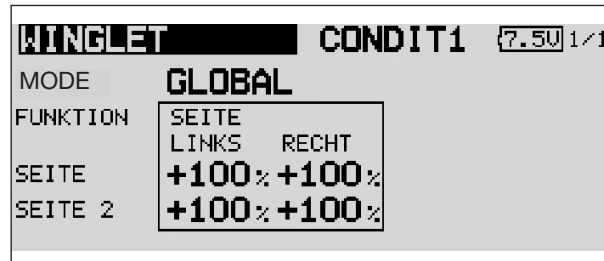 WINGLET CONDIT1 7.5V 1/1
MODE GLOBAL
FUNKTION SEITE
LINKS RECHT
SEITE +100% +100%
SEITE 2 +100% +100%